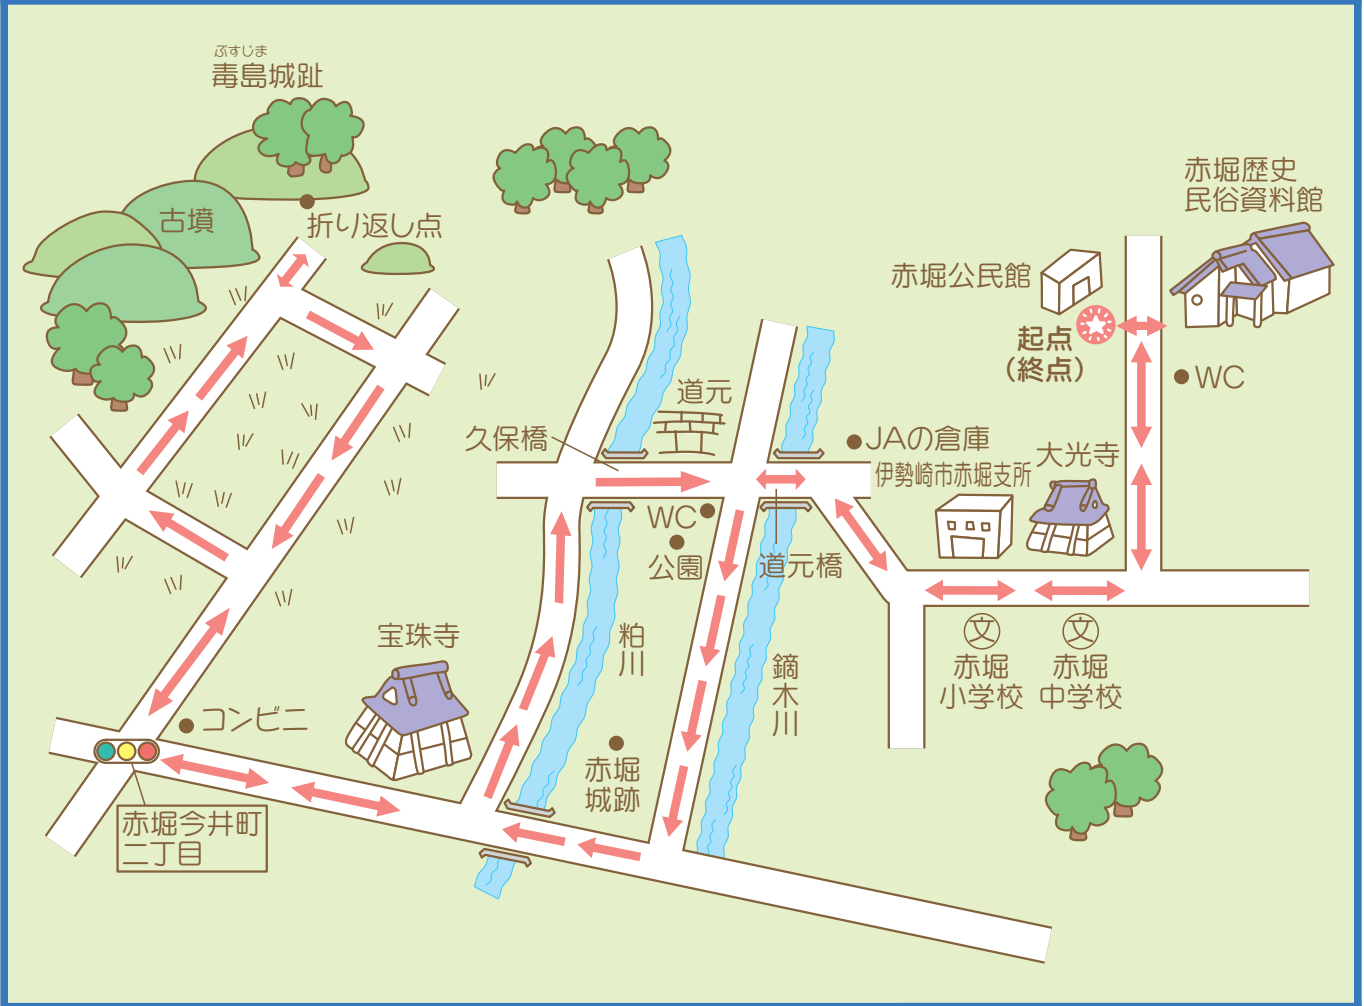 ぶすじま
毒島城趾
古墳
折り返し点
赤堀歴史
民俗資料館
赤堀公民館
起点
(終点)
WC
道元
久保橋
JAの倉庫
伊勢崎市赤堀支所
大光寺
WC
公園
道元橋
文
赤堀
小学校
文
赤堀
中学校
宝珠寺
粕川
鏑木川
コンビニ
赤堀
城跡
赤堀今井町
二丁目